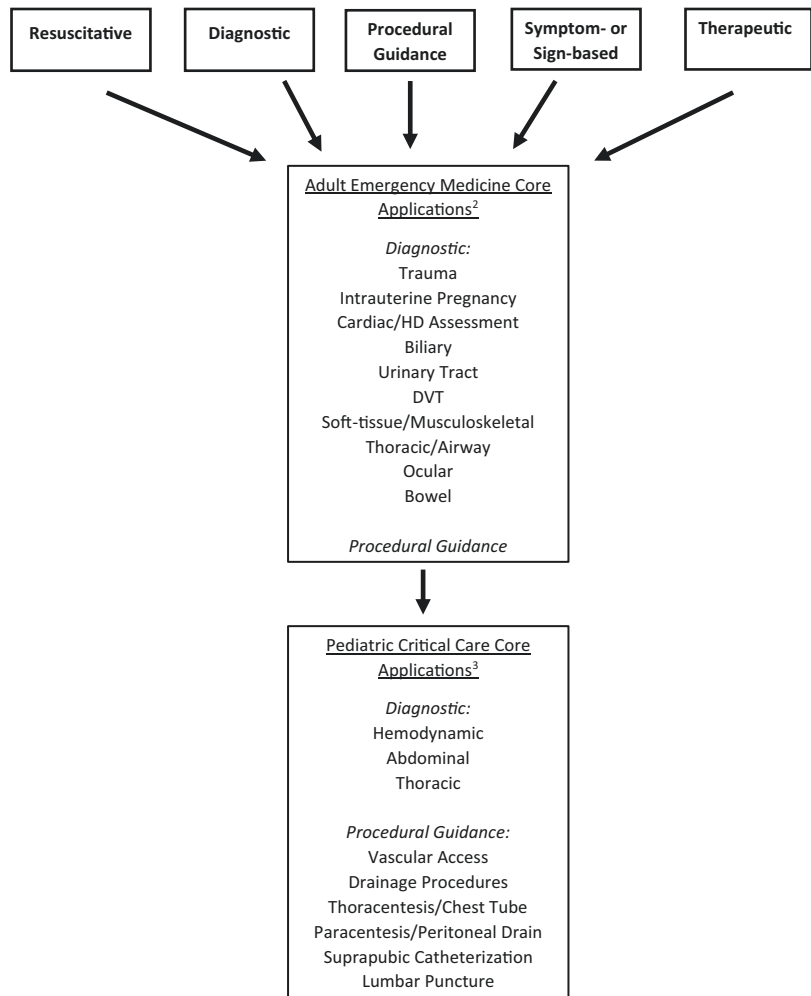 Resuscitative
Diagnostic
Procedural
Guidance
Symptom- or
Sign-based
Therapeutic
Adult Emergency Medicine Core
Applications²
Diagnostic:
Trauma
Intrauterine Pregnancy
Cardiac/HD Assessment
Biliary
Urinary Tract
DVT
Soft-tissue/Musculoskeletal
Thoracic/Airway
Ocular
Bowel
Procedural Guidance
Pediatric Critical Care Core
Applications³
Diagnostic:
Hemodynamic
Abdominal
Thoracic
Procedural Guidance:
Vascular Access
Drainage Procedures
Thoracentesis/Chest Tube
Paracentesis/Peritoneal Drain
Suprapubic Catheterization
Lumbar Puncture